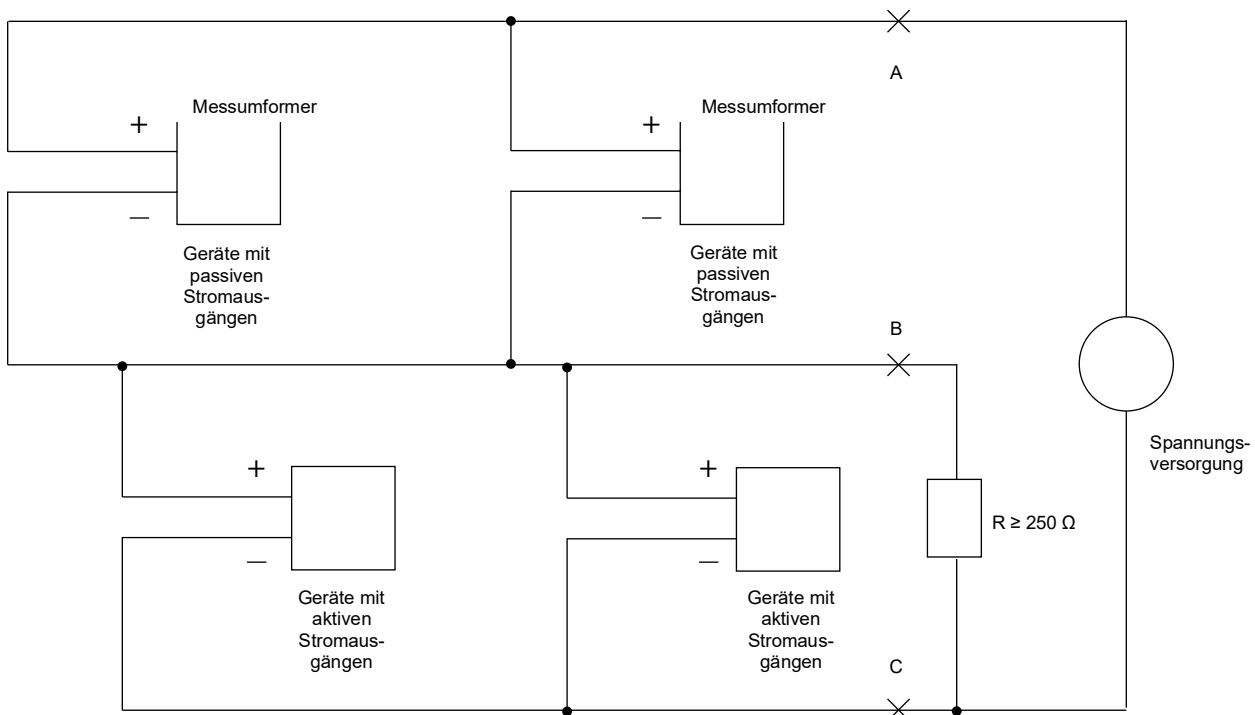 A
Messumformer
Messumformer
+
+
—
—
Geräte mit
passiven
Stromaus-
gängen
Geräte mit
passiven
Stromaus-
gängen
B
Spannungs-
versorgung
+
+
R ≥ 250 Ω
—
—
Geräte mit
aktiven
Stromaus-
gängen
Geräte mit
aktiven
Stromaus-
gängen
C